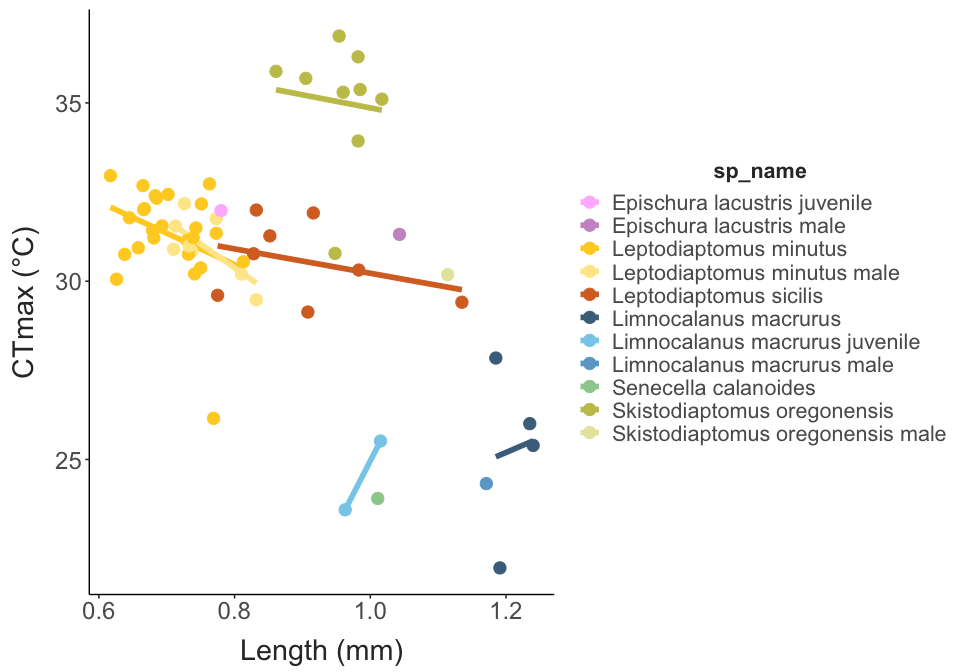 35
30
25
CTmax (°C)
0.6
0.8
1.0
1.2
Length (mm)
sp_name
Epischura lacustris juvenile
Epischura lacustris male
Leptodiaptomus minutus
Leptodiaptomus minutus male
Leptodiaptomus sicilis
Limnocalanus macrurus
Limnocalanus macrurus juvenile
Limnocalanus macrurus male
Senecella calanoides
Skistodiaptomus oregonensis
Skistodiaptomus oregonensis male